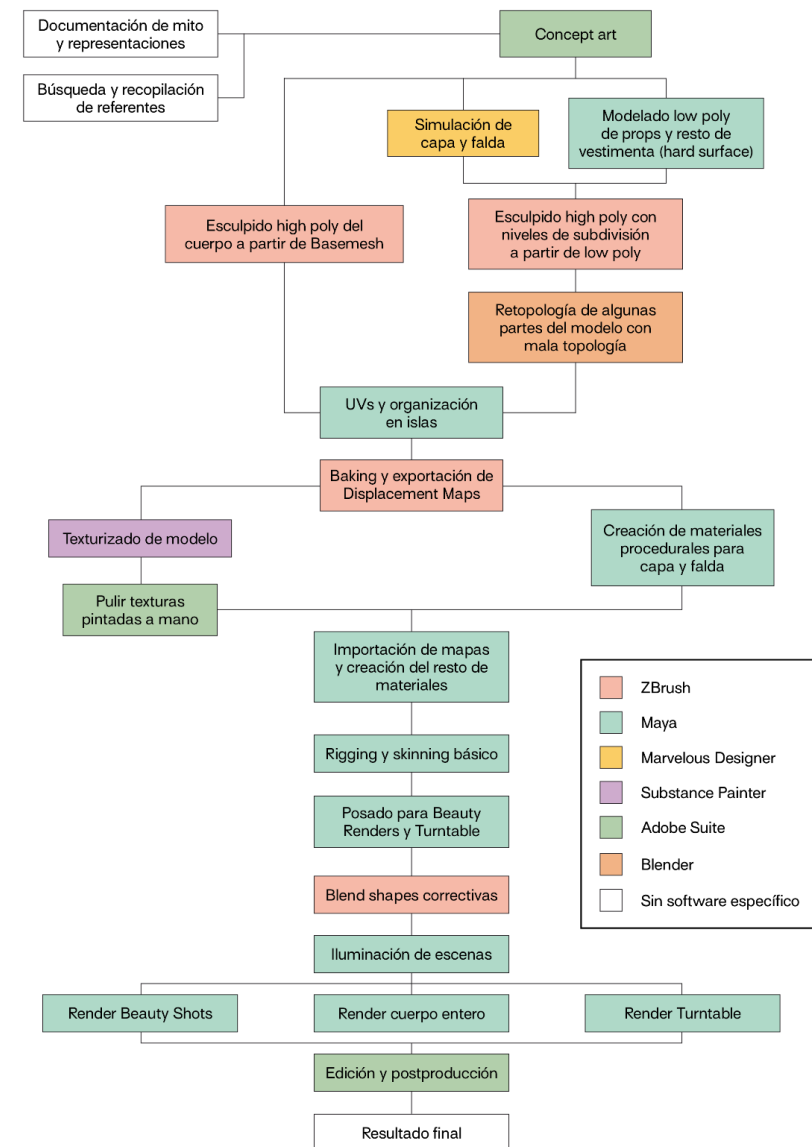 Documentación de mito
y representaciones
Concept art
Búsqueda y recopilación
de referentes
Simulación de
capa y falda
Modelado low poly
de props y resto de
vestimenta (hard surface)
Esculpido high poly del
cuerpo a partir de Basemesh
Esculpido high poly con
niveles de subdivisión
a partir de low poly
Retopología de algunas
partes del modelo con
mala topología
UVs y organización
en islas
Baking y exportación de
Displacement Maps
Texturizado de modelo
Creación de materiales
procedurales para
capa y falda
Pulir texturas
pintadas a mano
Importación de mapas
y creación del resto de
materiales
Rigging y skinning básico
Posado para Beauty
Renders y Turntable
Blend shapes correctivas
Iluminación de escenas
Render Beauty Shots
Render cuerpo entero
Render Turntable
Edición y postproducción
Resultado final
ZBrush
Maya
Marvelous Designer
Substance Painter
Adobe Suite
Blender
Sin software específico